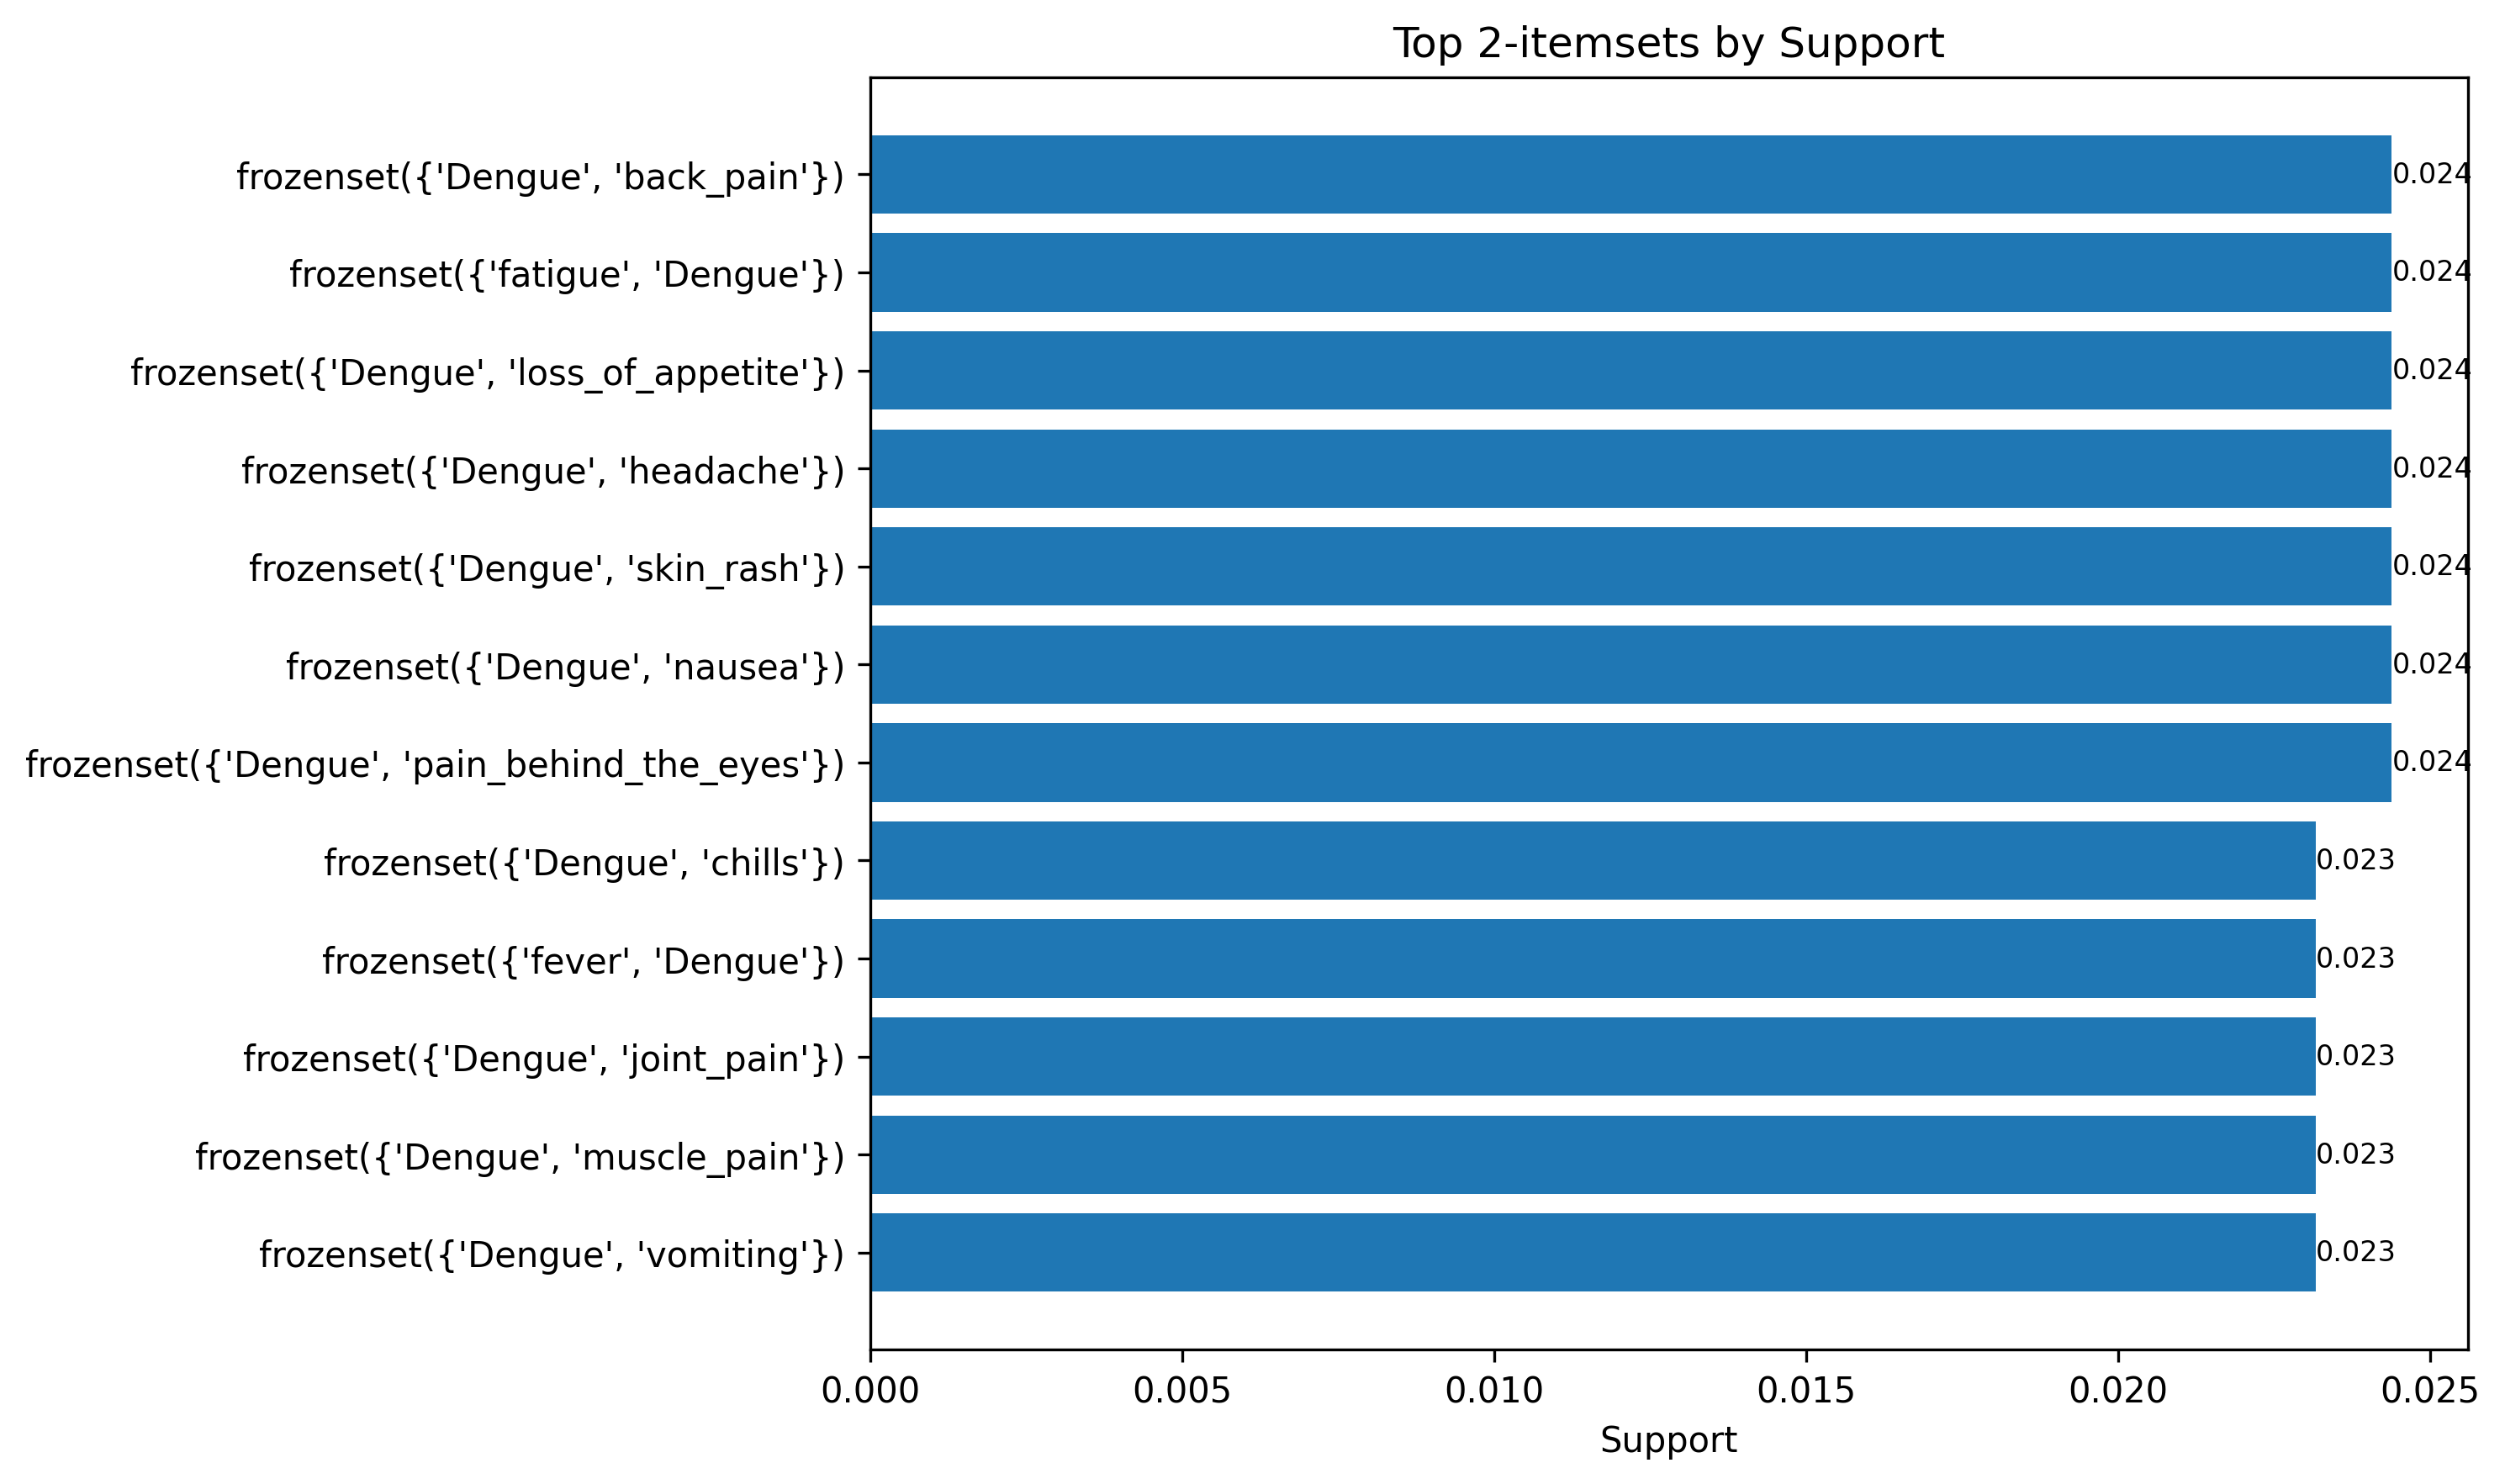 Top 2-itemsets by Support
frozenset({'Dengue', 'back_pain'})
0.024
frozenset({'fatigue', 'Dengue'})
0.024
frozenset({'Dengue', 'loss_of_appetite'})
0.024
frozenset({'Dengue', 'headache'})
0.024
frozenset({'Dengue', 'skin_rash'})
0.024
frozenset({'Dengue', 'nausea'})
0.024
frozenset({'Dengue', 'pain_behind_the_eyes'})
0.024
frozenset({'Dengue', 'chills'})
0.023
frozenset({'fever', 'Dengue'})
0.023
frozenset({'Dengue', 'joint_pain'})
0.023
frozenset({'Dengue', 'muscle_pain'})
0.023
frozenset({'Dengue', 'vomiting'})
0.023
0.000 0.005 0.010 0.015 0.020 0.025
Support